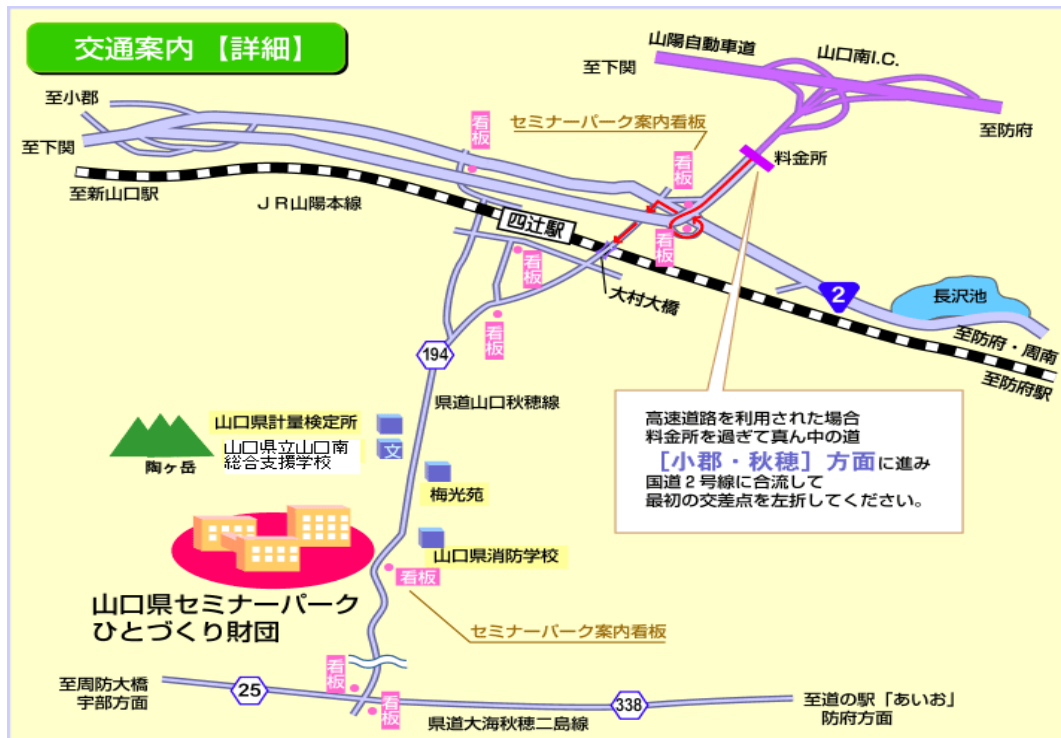 交通案内 【詳細】
山陽自動車道
山口南I.C.
至下関
至防府
至小郡
至下関
至新山口駅
JR山陽本線
四辻駅
看板
セミナーパーク案内看板
看板
料金所
看板
看板
看板
大村大橋
2
長沢池
至防府・周南
至防府駅
194
県道山口秋穂線
高速道路を利用された場合
料金所を過ぎて真ん中の道
［小郡・秋穂］方面に進み
国道2号線に合流して
最初の交差点を左折してください。
陶ヶ岳
山口県計量検定所
山口県立山口南
総合支援学校
文
梅光苑
山口県消防学校
看板
セミナーパーク案内看板
山口県セミナーパーク
ひとづくり財団
看板
看板
至周防大橋
宇部方面
25
県道大海秋穂二島線
338
至道の駅「あいお」
防府方面